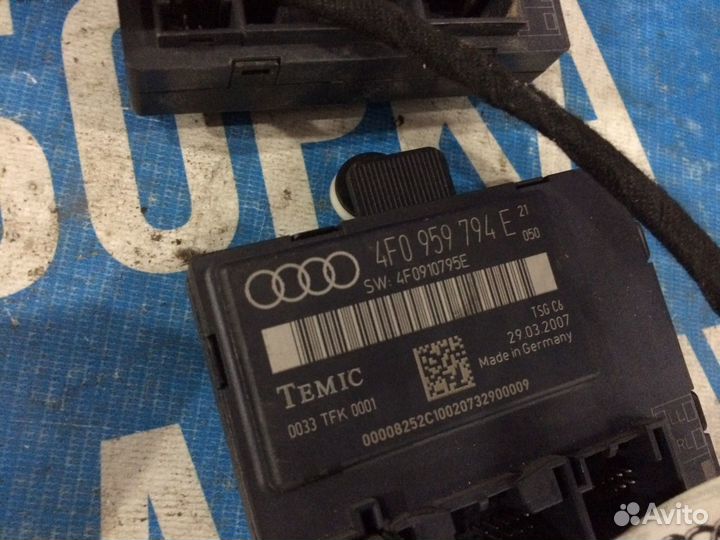 4F0 959 794 E 21
050
SW: 4F0910795E
TSG C6
29.03.2007
Made in Germany
TEMIC
0033 TFK 0001
00008252C10020732900009
Avito